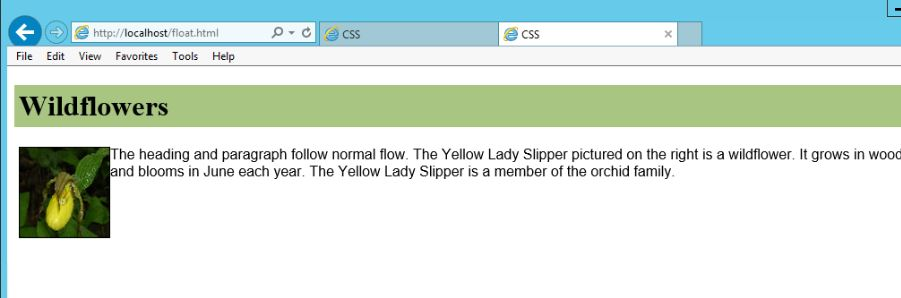 http://localhost/float.html
CSS
CSS
File Edit View Favorites Tools Help
Wildflowers
The heading and paragraph follow normal flow. The Yellow Lady Slipper pictured on the right is a wildflower. It grows in wood
and blooms in June each year. The Yellow Lady Slipper is a member of the orchid family.